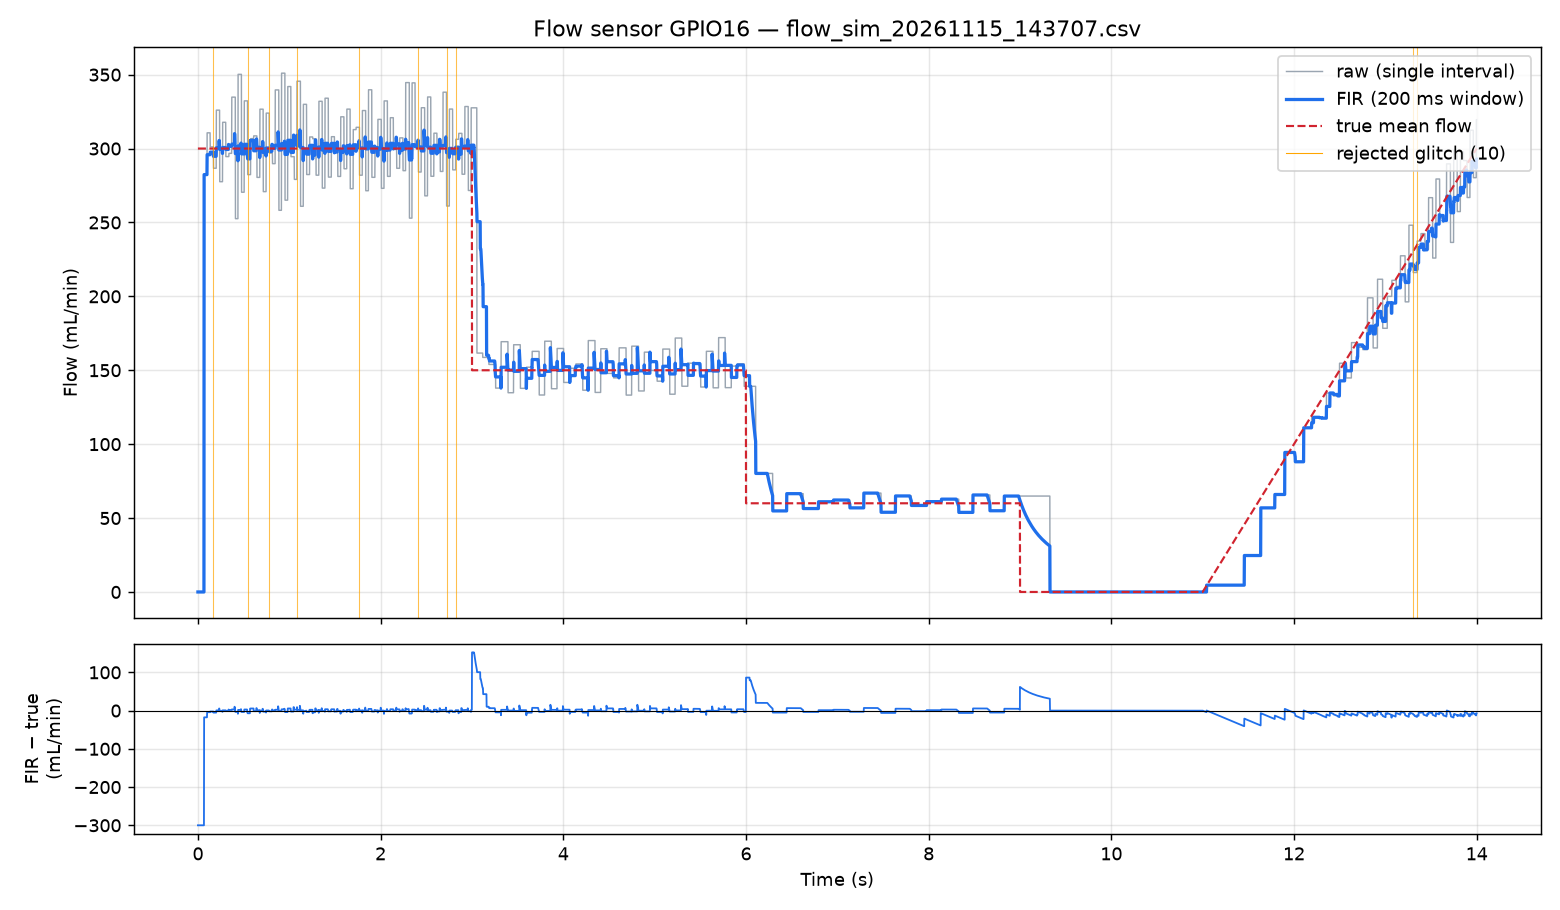 Flow sensor GPIO16 — flow_sim_20261115_143707.csv
350
300
250
200
150
100
50
0
Flow (mL/min)
raw (single interval)
FIR (200 ms window)
true mean flow
rejected glitch (10)
100
0
−100
−200
−300
FIR − true
(mL/min)
0 2 4 6 8 10 12 14
Time (s)